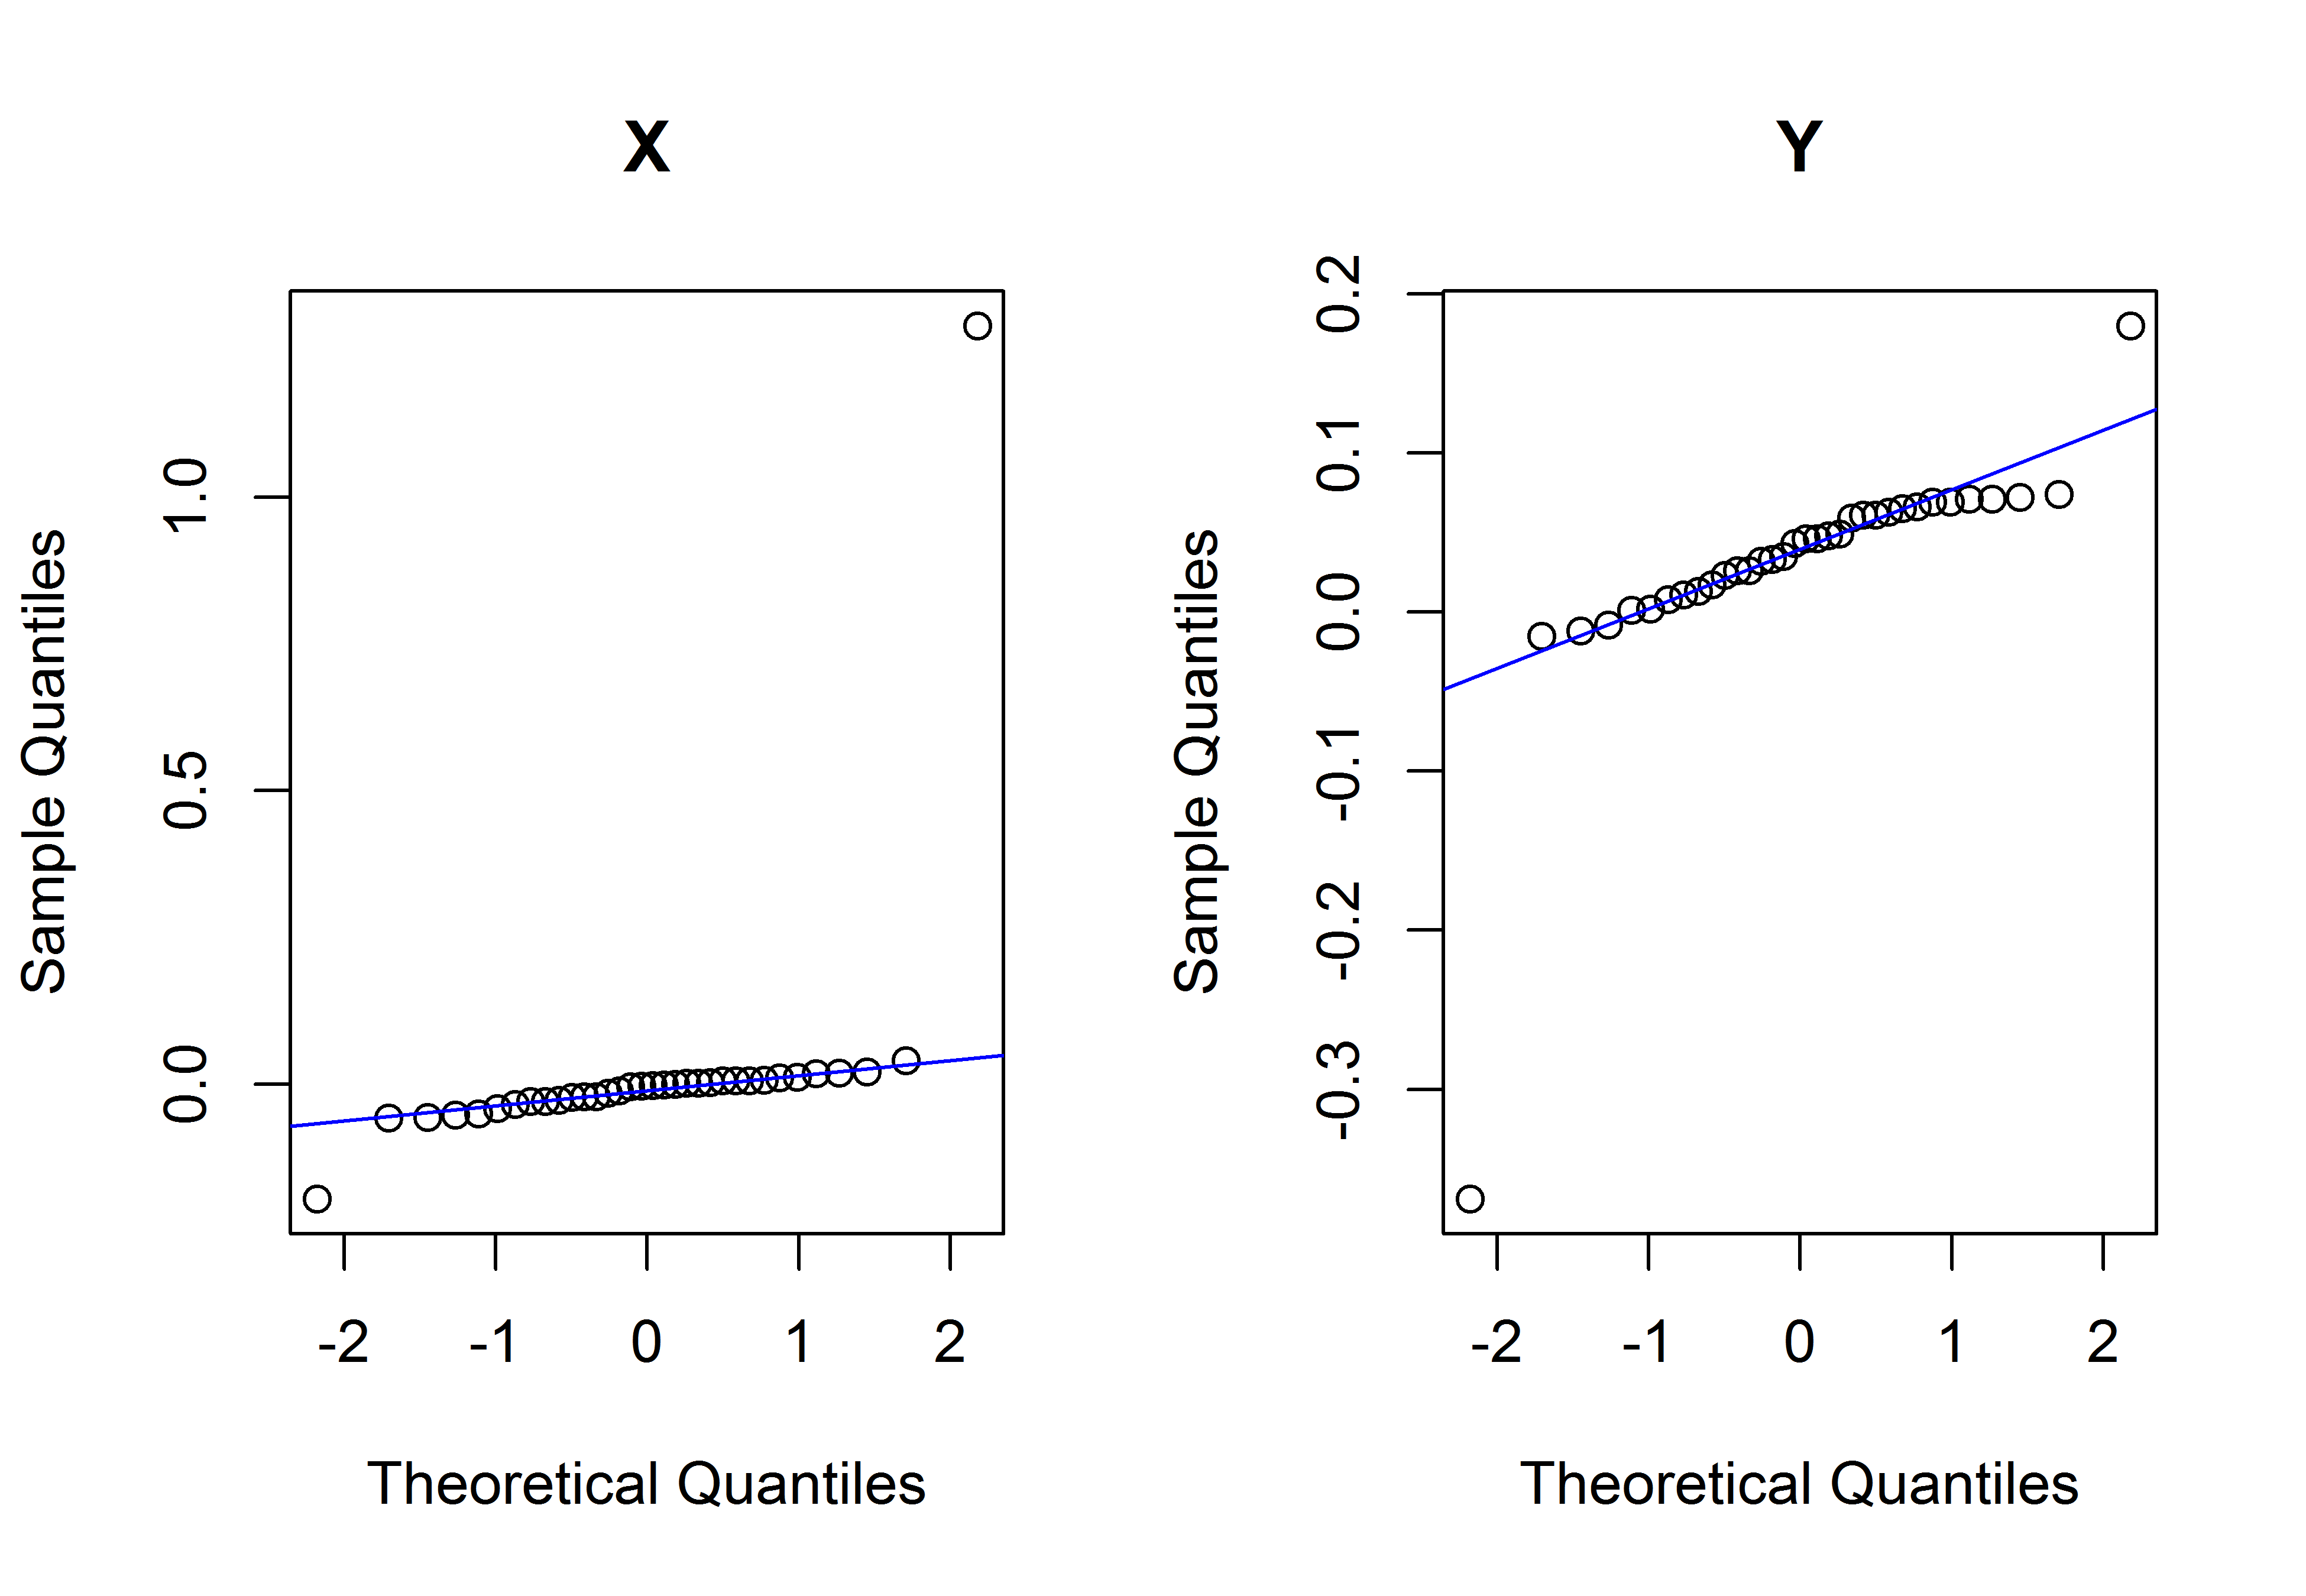 X
Sample Quantiles
1.0
0.5
0.0
-2 -1 0 1 2
Theoretical Quantiles
Y
Sample Quantiles
0.2
0.1
0.0
-0.1
-0.2
-0.3
-2 -1 0 1 2
Theoretical Quantiles